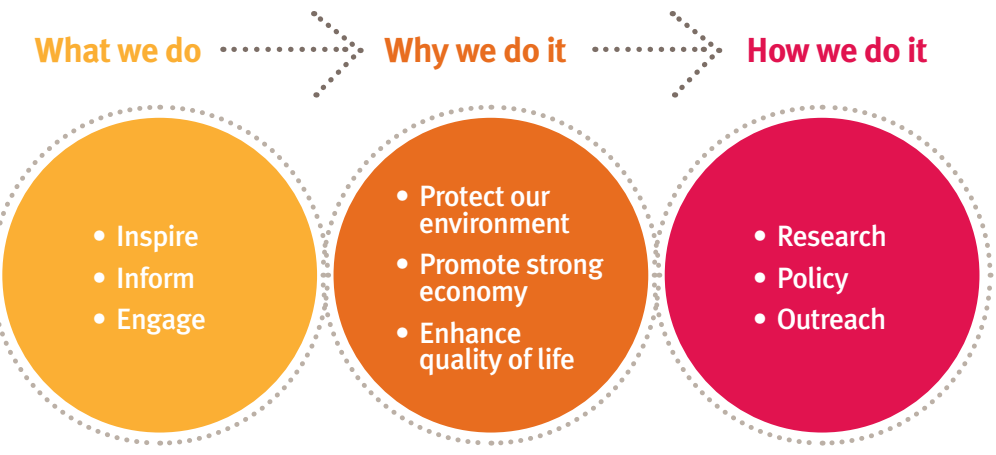 What we do
Why we do it
How we do it
• Inspire
• Inform
• Engage
• Protect our
environment
• Promote strong
economy
• Enhance
quality of life
• Research
• Policy
• Outreach